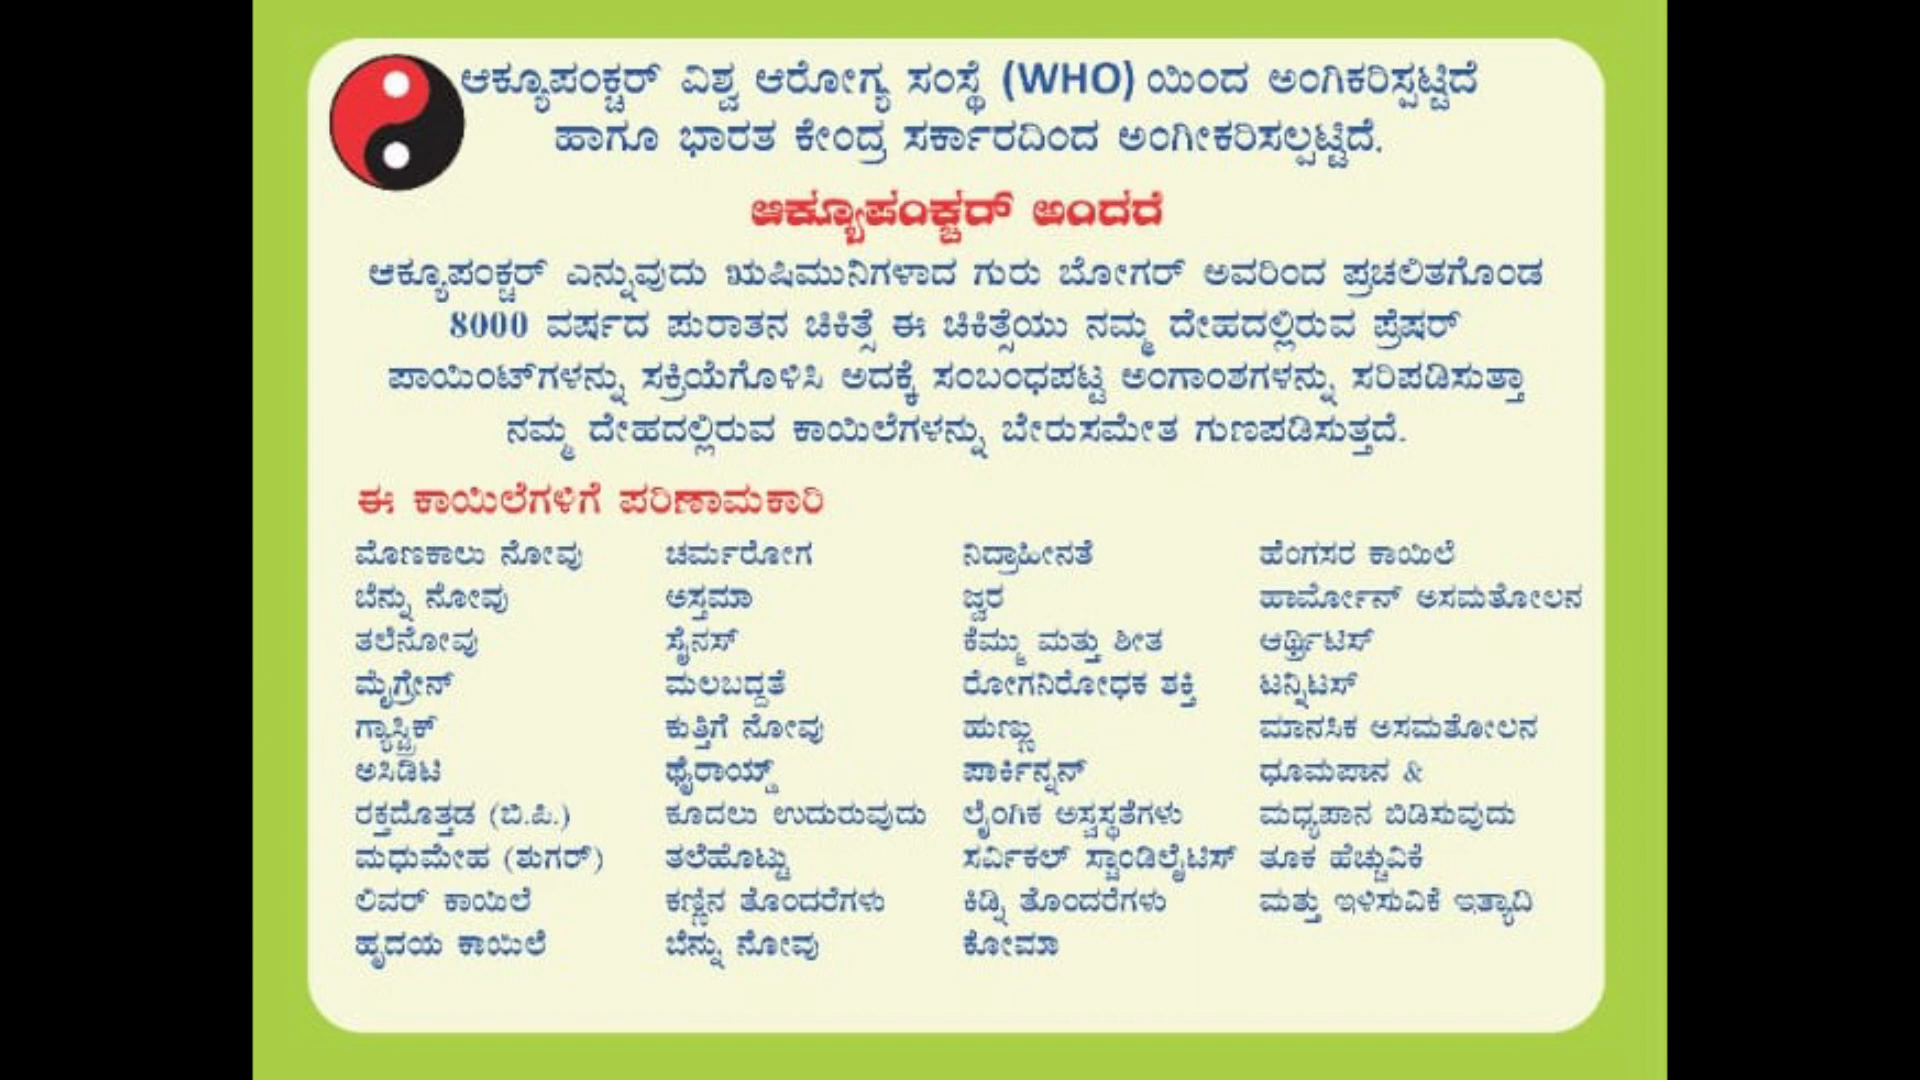 ಆಕ್ಯೂಪಂಕ್ಚರ್ ವಿಶ್ವ ಆರೋಗ್ಯ ಸಂಸ್ಥೆ (WHO) ಯಿಂದ ಅಂಗಿಕರಿಸ್ಪಟ್ಟಿದೆ
ಹಾಗೂ ಭಾರತ ಕೇಂದ್ರ ಸರ್ಕಾರದಿಂದ ಅಂಗೀಕರಿಸಲ್ಪಟ್ಟಿದೆ.
ಆಕ್ಯೂಪಂಕ್ಚರ್ ಅಂದರೆ
ಆಕ್ಯೂಪಂಕ್ಚರ್ ಎನ್ನುವುದು ಋಷಿಮುನಿಗಳಾದ ಗುರು ಬೋಗರ್ ಅವರಿಂದ ಪ್ರಚಲಿತಗೊಂಡ
8000 ವರ್ಷದ ಪುರಾತನ ಚಿಕಿತ್ಸೆ ಈ ಚಿಕಿತ್ಸೆಯು ನಮ್ಮ ದೇಹದಲ್ಲಿರುವ ಪ್ರೆಷರ್
ಪಾಯಿಂಟ್‌ಗಳನ್ನು ಸಕ್ರಿಯೆಗೊಳಿಸಿ ಅದಕ್ಕೆ ಸಂಬಂಧಪಟ್ಟ ಅಂಗಾಂಶಗಳನ್ನು ಸರಿಪಡಿಸುತ್ತಾ
ನಮ್ಮ ದೇಹದಲ್ಲಿರುವ ಕಾಯಿಲೆಗಳನ್ನು ಬೇರುಸಮೇತ ಗುಣಪಡಿಸುತ್ತದೆ.
ಈ ಕಾಯಿಲೆಗಳಿಗೆ ಪರಿಣಾಮಕಾರಿ
ಮೊಣಕಾಲು ನೋವು
ಬೆನ್ನು ನೋವು
ತಲೆನೋವು
ಮೈಗ್ರೇನ್
ಗ್ಯಾಸ್ಟ್ರಿಕ್
ಅಸಿಡಿಟಿ
ರಕ್ತದೊತ್ತಡ (ಬಿ.ಪಿ.)
ಮಧುಮೇಹ (ಶುಗರ್)
ಲಿವರ್ ಕಾಯಿಲೆ
ಹೃದಯ ಕಾಯಿಲೆ
ಚರ್ಮರೋಗ
ಅಸ್ತಮಾ
ಸೈನಸ್
ಮಲಬದ್ದತೆ
ಕುತ್ತಿಗೆ ನೋವು
ಥೈರಾಯ್ಡ್
ಕೂದಲು ಉದುರುವುದು
ತಲೆಹೊಟ್ಟು
ಕಣ್ಣಿನ ತೊಂದರೆಗಳು
ಬೆನ್ನು ನೋವು
ನಿದ್ರಾಹೀನತೆ
ಜ್ವರ
ಕೆಮ್ಮು ಮತ್ತು ಶೀತ
ರೋಗನಿರೋಧಕ ಶಕ್ತಿ
ಹುಣ್ಣು
ಪಾರ್ಕಿನ್ಸನ್
ಲೈಂಗಿಕ ಅಸ್ವಸ್ಥತೆಗಳು
ಸರ್ವಿಕಲ್ ಸ್ಪಾಂಡಿಲೈಟಿಸ್
ಕಿಡ್ನಿ ತೊಂದರೆಗಳು
ಕೋಮಾ
ಹೆಂಗಸರ ಕಾಯಿಲೆ
ಹಾರ್ಮೋನ್ ಅಸಮತೋಲನ
ಆರ್ಥ್ರಿಟಿಸ್
ಟನ್ನಿಟಸ್
ಮಾನಸಿಕ ಅಸಮತೋಲನ
ಧೂಮಪಾನ &
ಮಧ್ಯಪಾನ ಬಿಡಿಸುವುದು
ತೂಕ ಹೆಚ್ಚುವಿಕೆ
ಮತ್ತು ಇಳಿಸುವಿಕೆ ಇತ್ಯಾದಿ